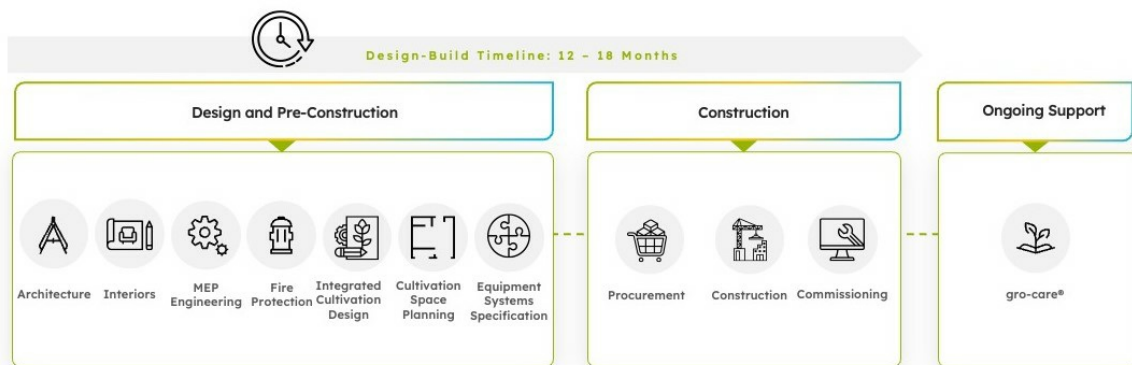 Design-Build Timeline: 12 – 18 Months
Design and Pre-Construction
Construction
Ongoing Support
Architecture
Interiors
MEP
Engineering
Fire
Protection
Integrated
Cultivation
Design
Cultivation
Space
Planning
Equipment
Systems
Specification
Procurement
Construction
Commissioning
gro-care®